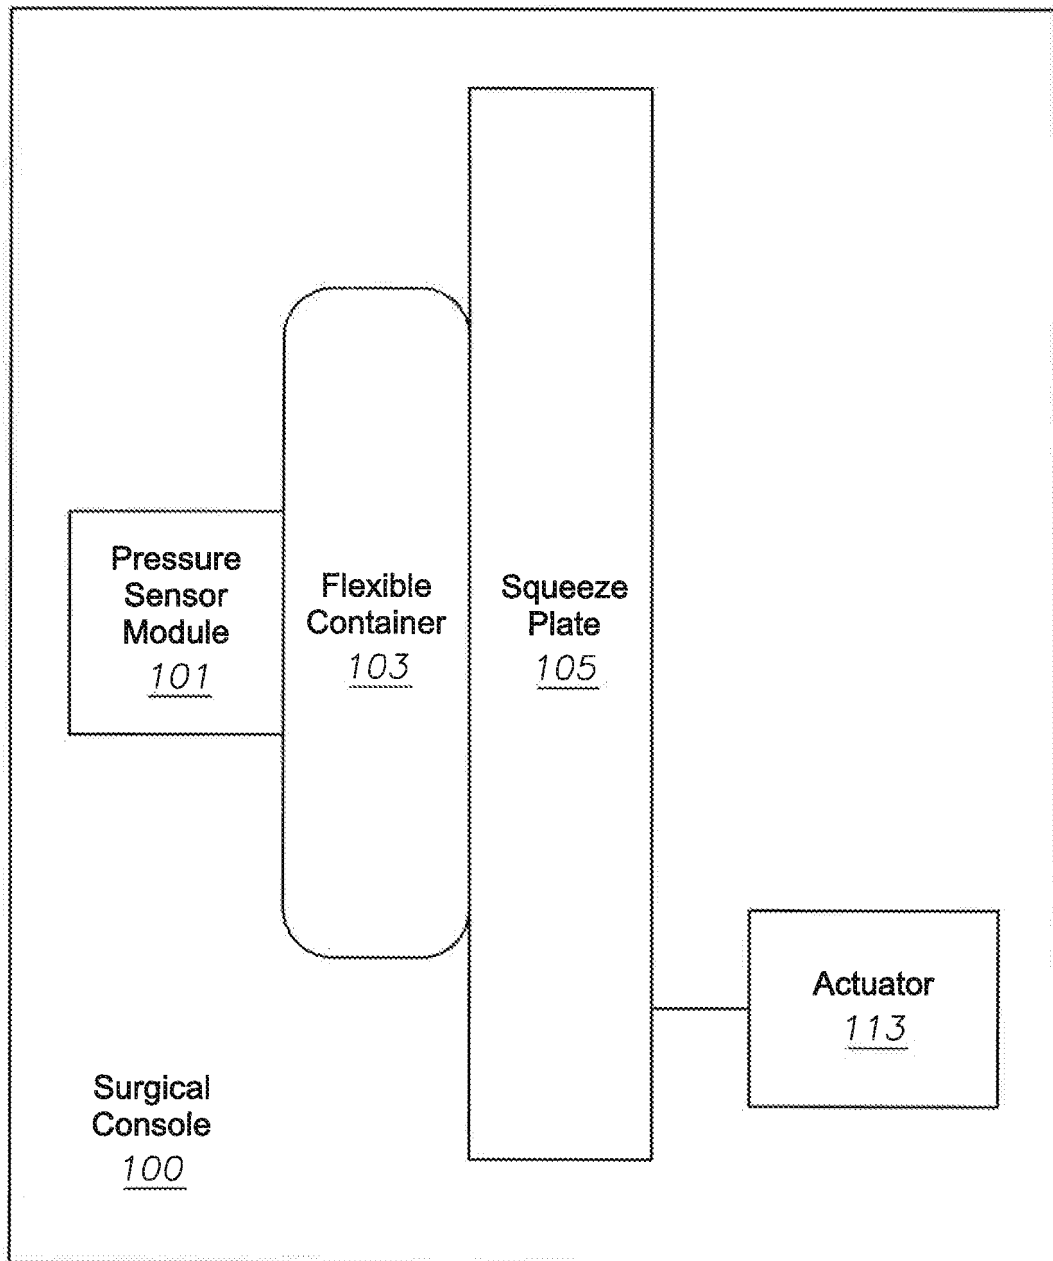 Pressure
Sensor
Module
101
Flexible
Container
103
Squeeze
Plate
105
Actuator
113
Surgical
Console
100